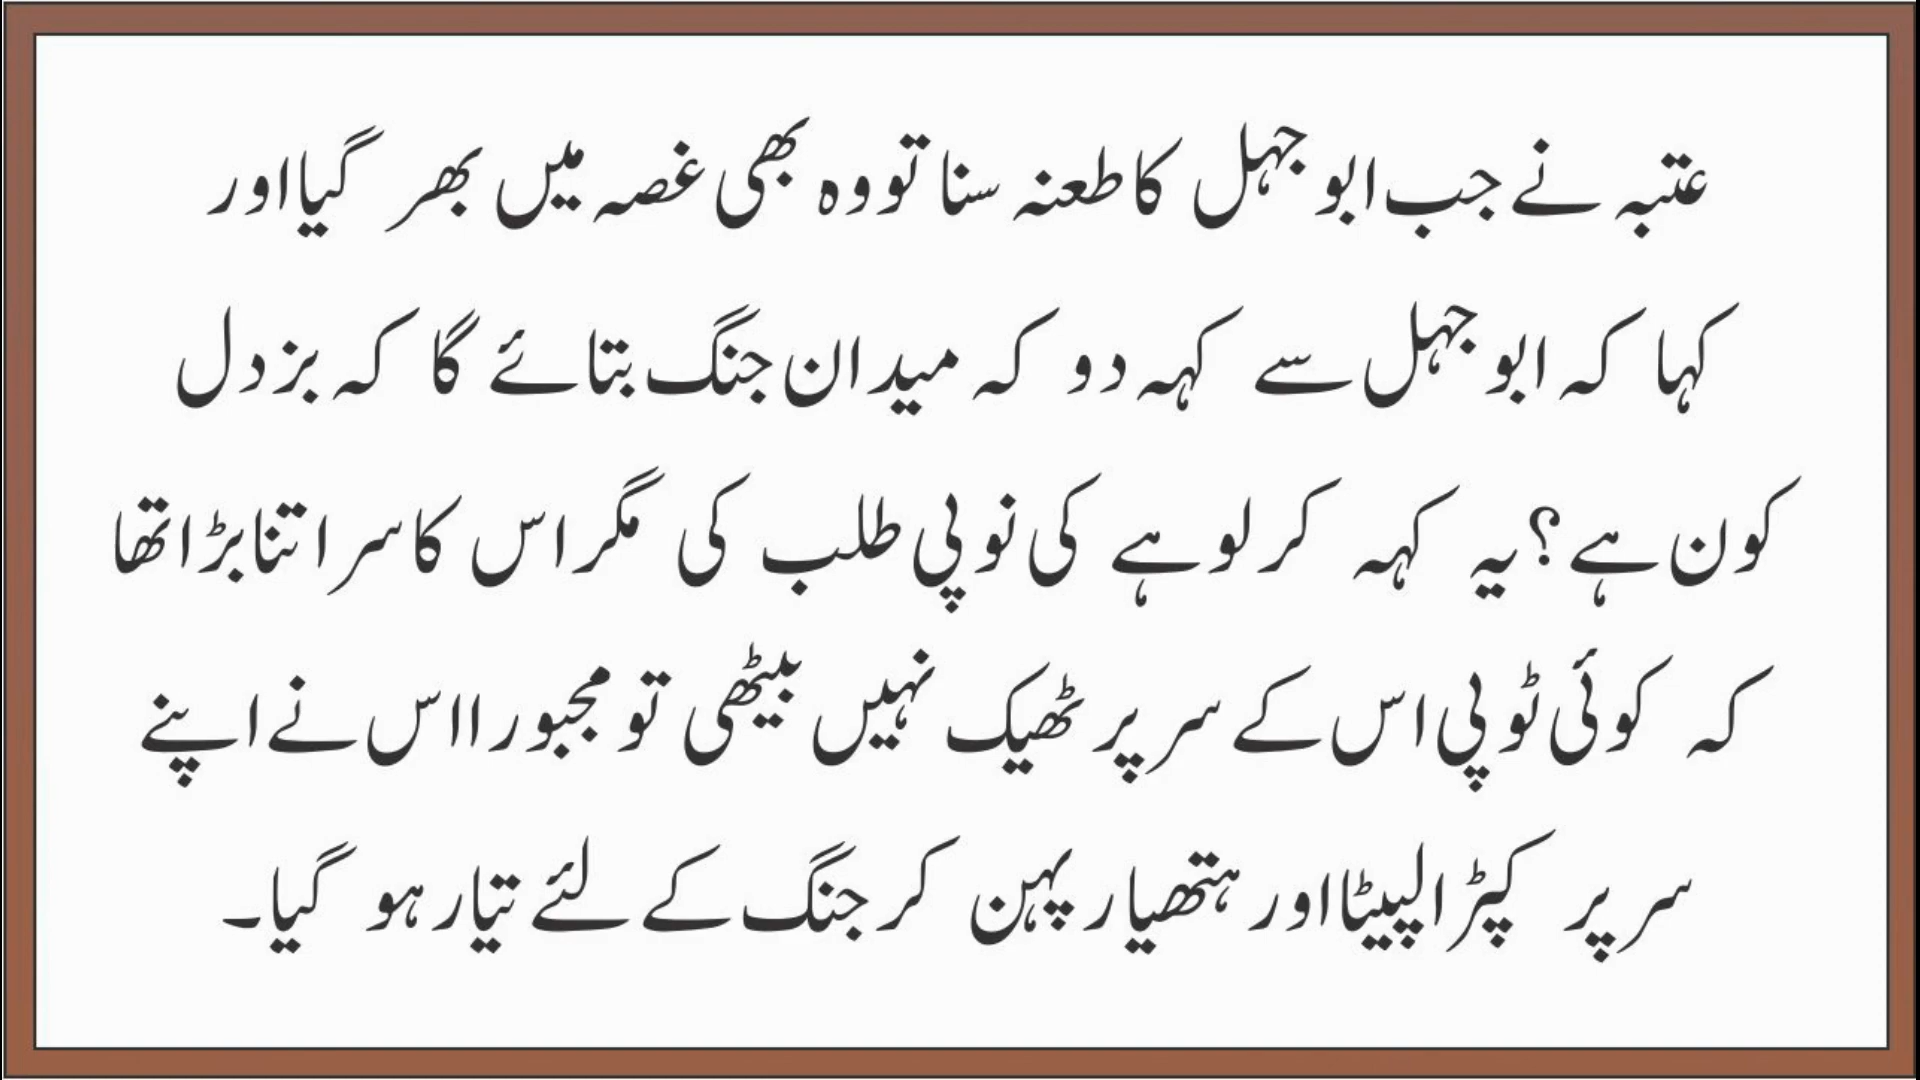 عتبہ نے جب ابو جہل کا طعنہ سنا تو وہ بھی غصہ میں بھر گیا اور
کہا کہ ابو جہل سے کہہ دو کہ میدان جنگ بتائے گا کہ بزدل
کون ہے؟ یہ کہہ کر لوہے کی نوپی طلب کی مگر اس کا سر اتنا بڑا تھا
کہ کوئی ٹوپی اس کے سر پر ٹھیک نہیں بیٹھی تو مجبورا اس نے اپنے
سر پر کپڑا لپیٹا اور ہتھیار پہن کر جنگ کے لئے تیار ہو گیا۔